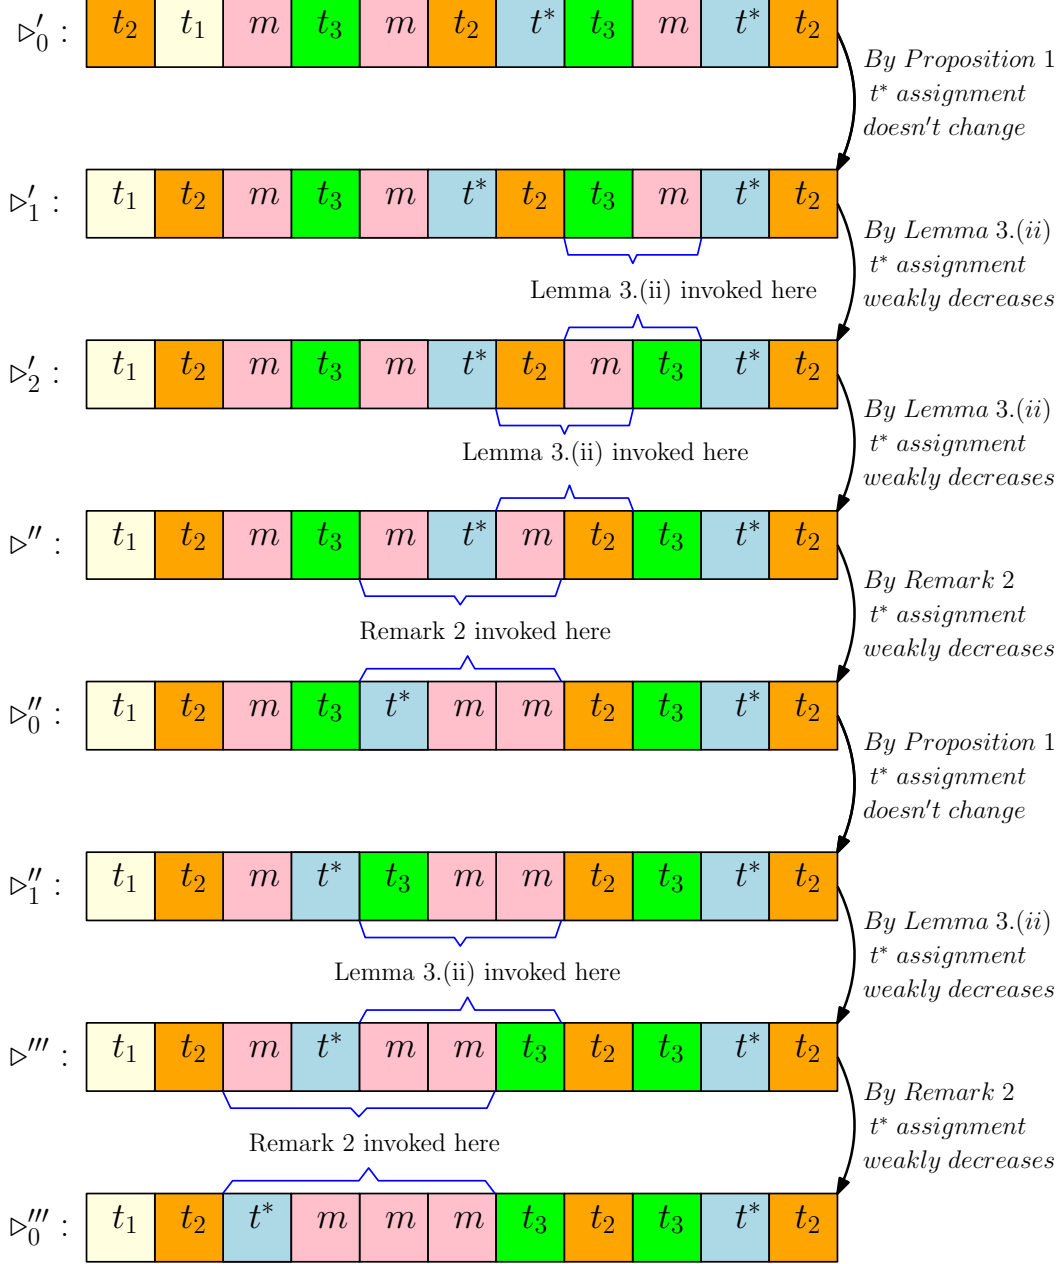 ▷′₀ : t₂ t₁ m t₃ m t₂ t* t₃ m t* t₂
By Proposition 1
t* assignment
doesn't change
▷′₁ : t₁ t₂ m t₃ m t* t₂ t₃ m t* t₂
By Lemma 3.(ii)
t* assignment
weakly decreases
Lemma 3.(ii) invoked here
▷′₂ : t₁ t₂ m t₃ m t* t₂ m t₃ t* t₂
By Lemma 3.(ii)
t* assignment
weakly decreases
Lemma 3.(ii) invoked here
▷″ : t₁ t₂ m t₃ m t* m t₂ t₃ t* t₂
By Remark 2
t* assignment
weakly decreases
Remark 2 invoked here
▷″₀ : t₁ t₂ m t₃ t* m m t₂ t₃ t* t₂
By Proposition 1
t* assignment
doesn't change
▷″₁ : t₁ t₂ m t* t₃ m m t₂ t₃ t* t₂
By Lemma 3.(ii)
t* assignment
weakly decreases
Lemma 3.(ii) invoked here
▷‴ : t₁ t₂ m t* m m t₃ t₂ t₃ t* t₂
By Remark 2
t* assignment
weakly decreases
Remark 2 invoked here
▷‴₀ : t₁ t₂ t* m m m t₃ t₂ t₃ t* t₂